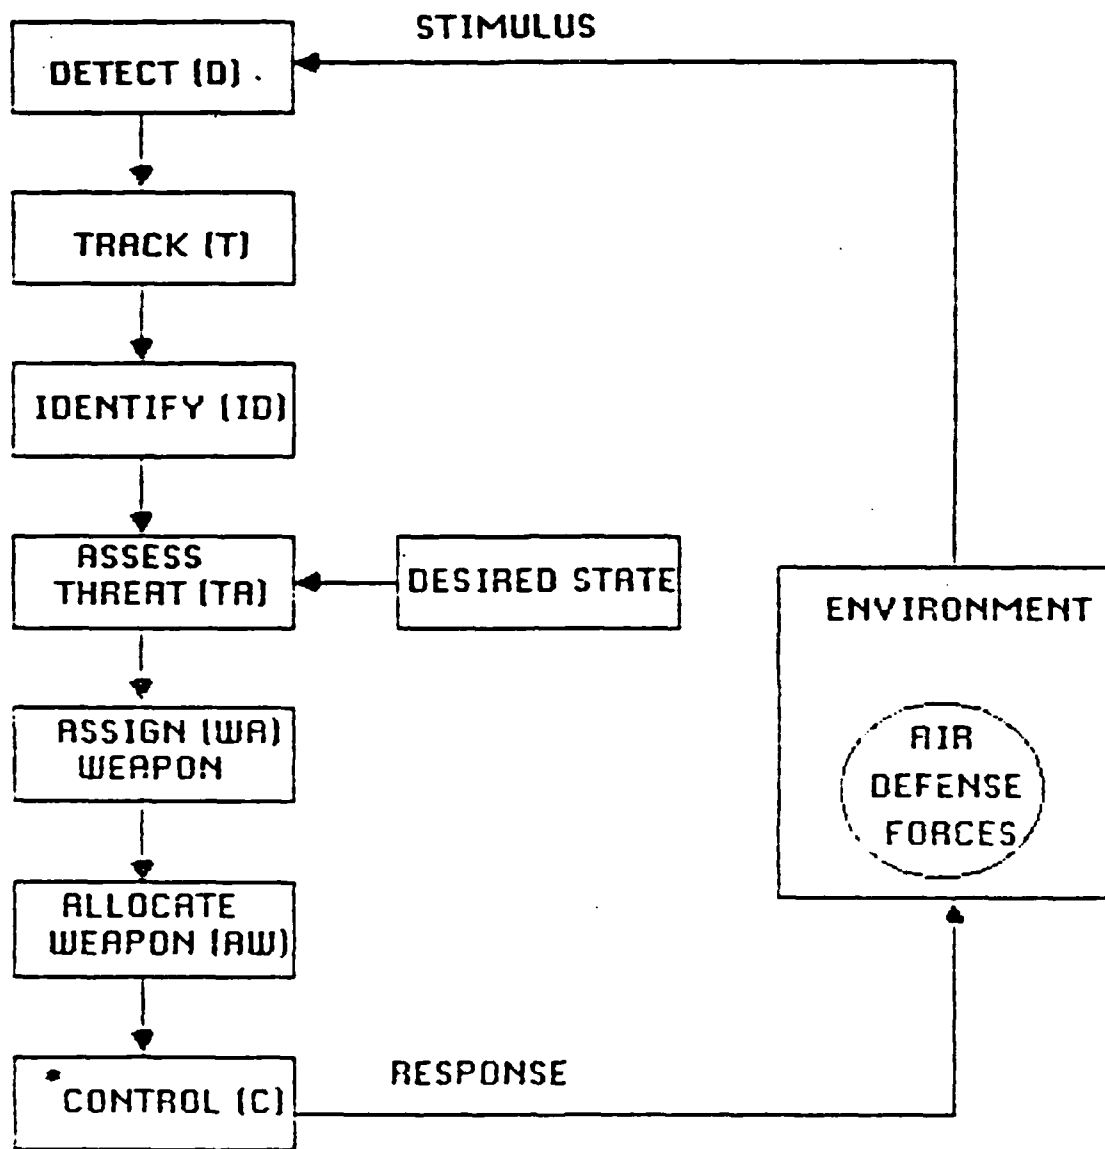 STIMULUS
DETECT (D)
TRACK (T)
IDENTIFY (ID)
ASSESS
THREAT (TA)
DESIRED STATE
ENVIRONMENT
AIR
DEFENSE
FORCES
ASSIGN (WA)
WEAPON
ALLOCATE
WEAPON (AW)
RESPONSE
CONTROL (C)